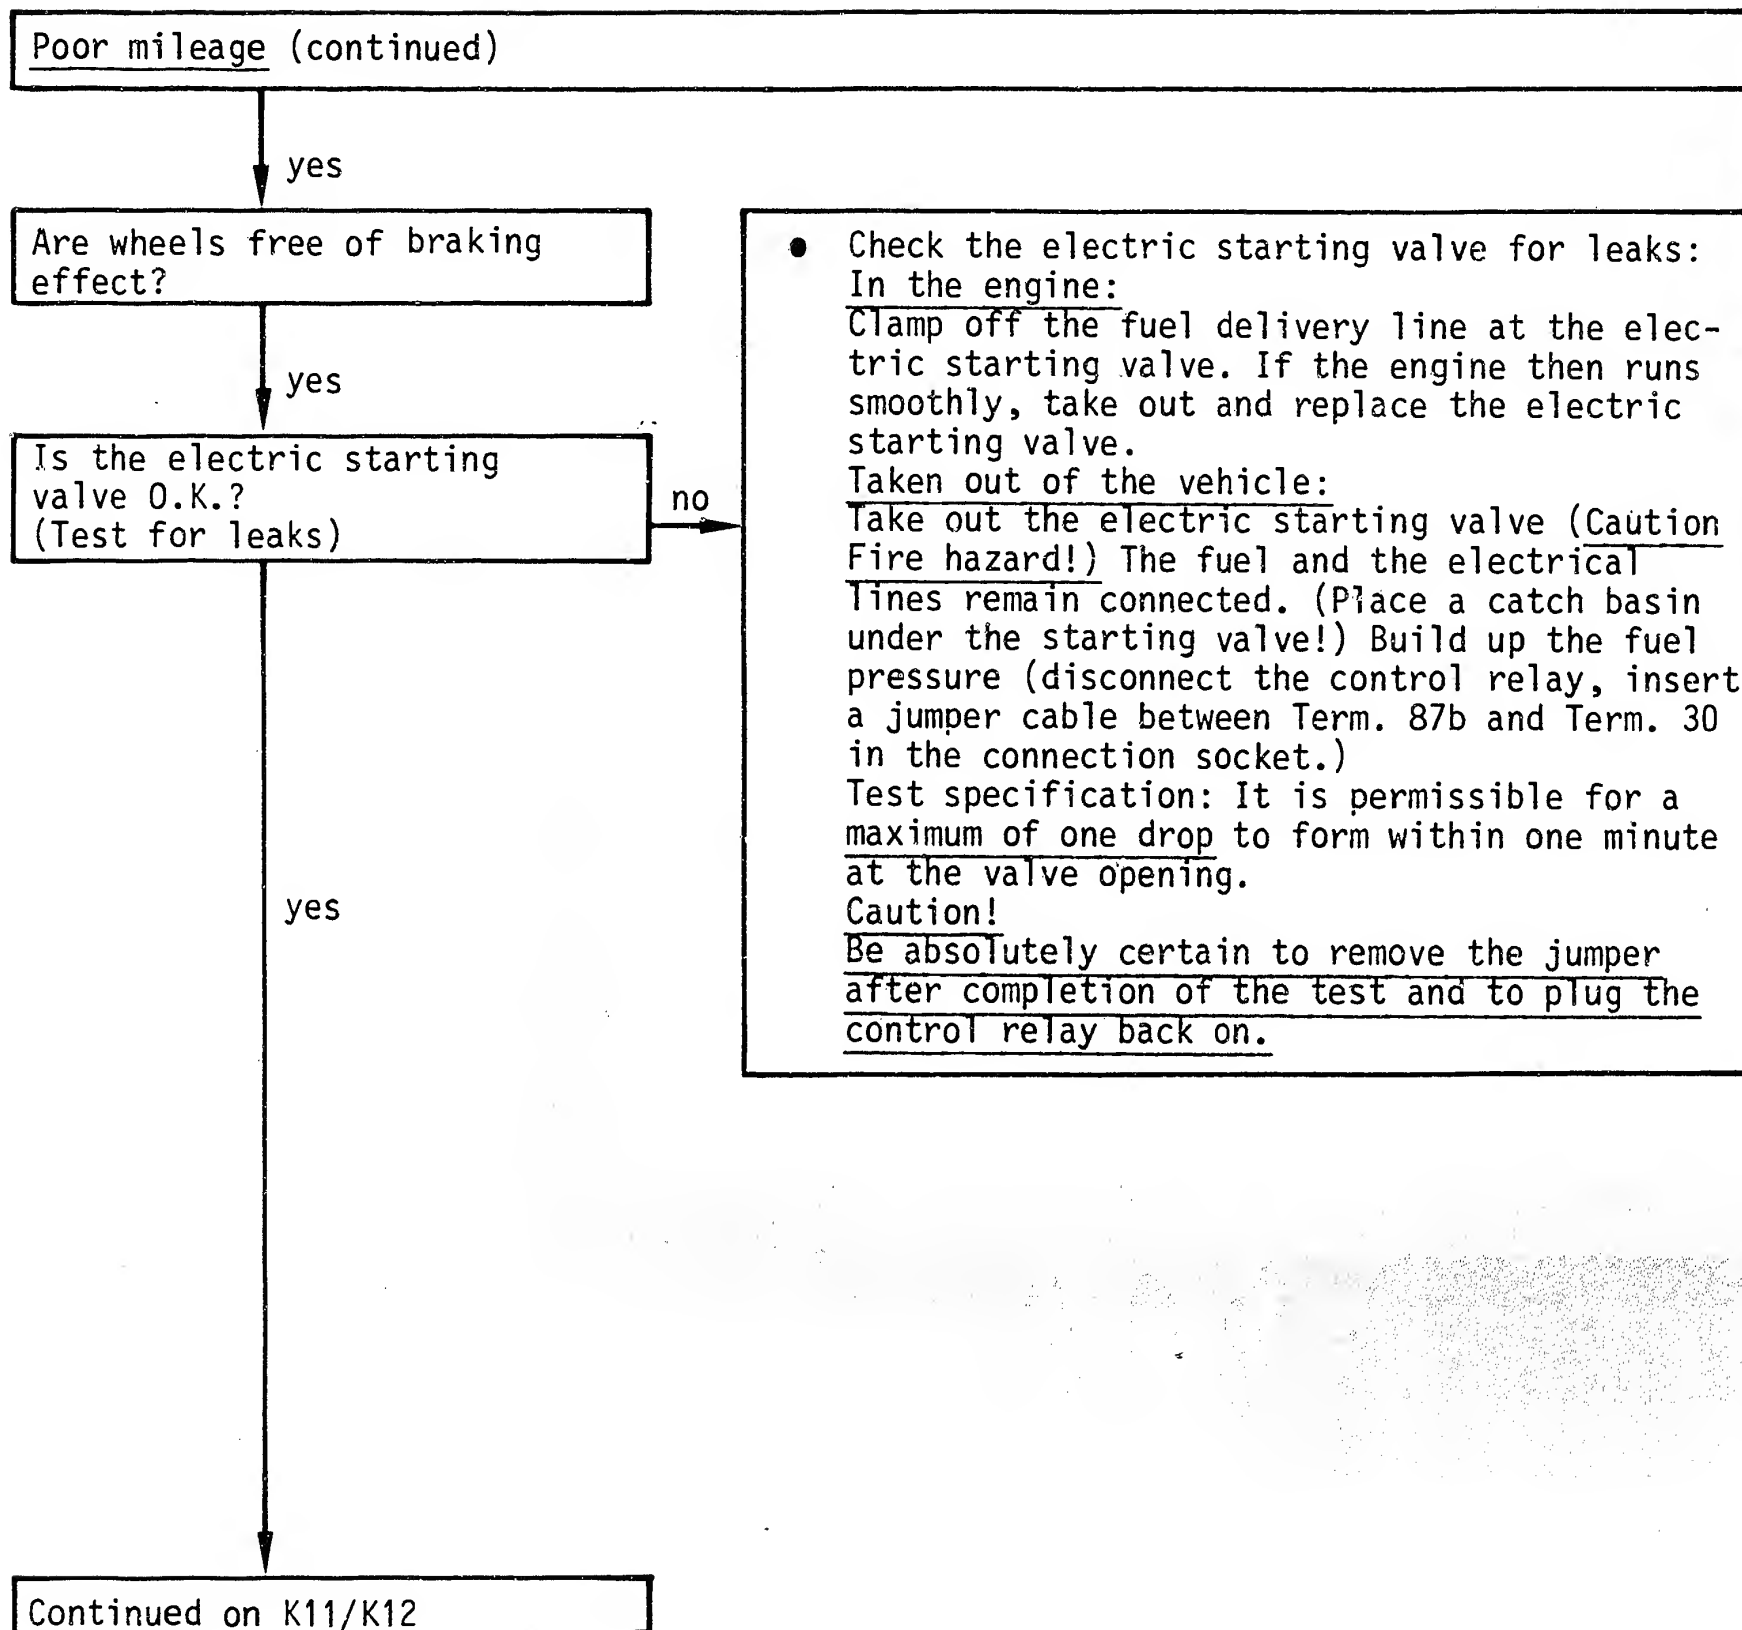 Poor mileage (continued)
yes
Are wheels free of braking
effect?
yes
Is the electric starting
valve O.K.?
(Test for leaks)
no
• Check the electric starting valve for leaks:
In the engine:
Clamp off the fuel delivery line at the elec-
tric starting valve. If the engine then runs
smoothly, take out and replace the electric
starting valve.
Taken out of the vehicle:
Take out the electric starting valve (Caution
Fire hazard!) The fuel and the electrical
lines remain connected. (Place a catch basin
under the starting valve!) Build up the fuel
pressure (disconnect the control relay, insert
a jumper cable between Term. 87b and Term. 30
in the connection socket.)
Test specification: It is permissible for a
maximum of one drop to form within one minute
at the valve opening.
Caution!
Be absolutely certain to remove the jumper
after completion of the test and to plug the
control relay back on.
yes
Continued on K11/K12